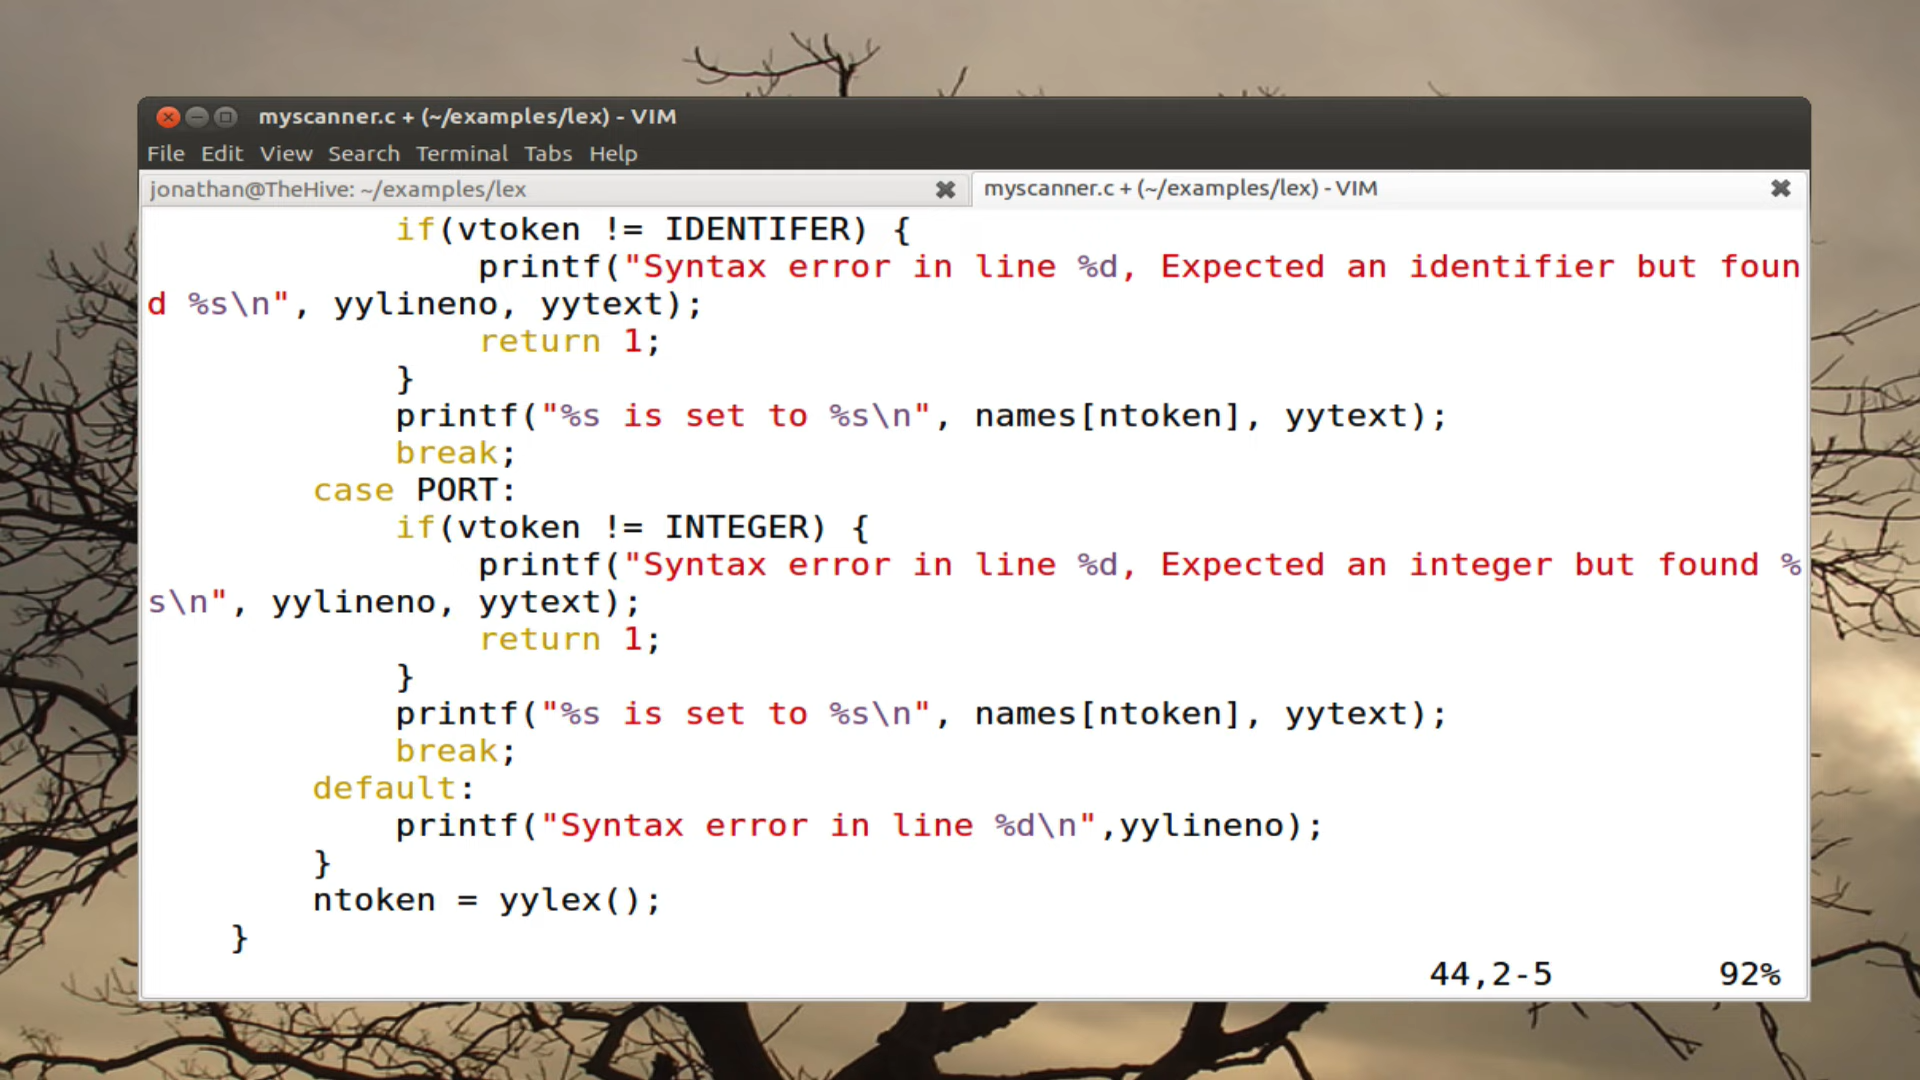 myscanner.c + (~/examples/lex) - VIM
File Edit View Search Terminal Tabs Help
jonathan@TheHive: ~/examples/lex
myscanner.c + (~/examples/lex) - VIM
if(vtoken != IDENTIFER) {
printf("Syntax error in line %d, Expected an identifier but foun
d %s\n", yylineno, yytext);
return 1;
}
printf("%s is set to %s\n", names[ntoken], yytext);
break;
case PORT:
if(vtoken != INTEGER) {
printf("Syntax error in line %d, Expected an integer but found %
s\n", yylineno, yytext);
return 1;
}
printf("%s is set to %s\n", names[ntoken], yytext);
break;
default:
printf("Syntax error in line %d\n",yylineno);
}
ntoken = yylex();
}
44,2-5 92%